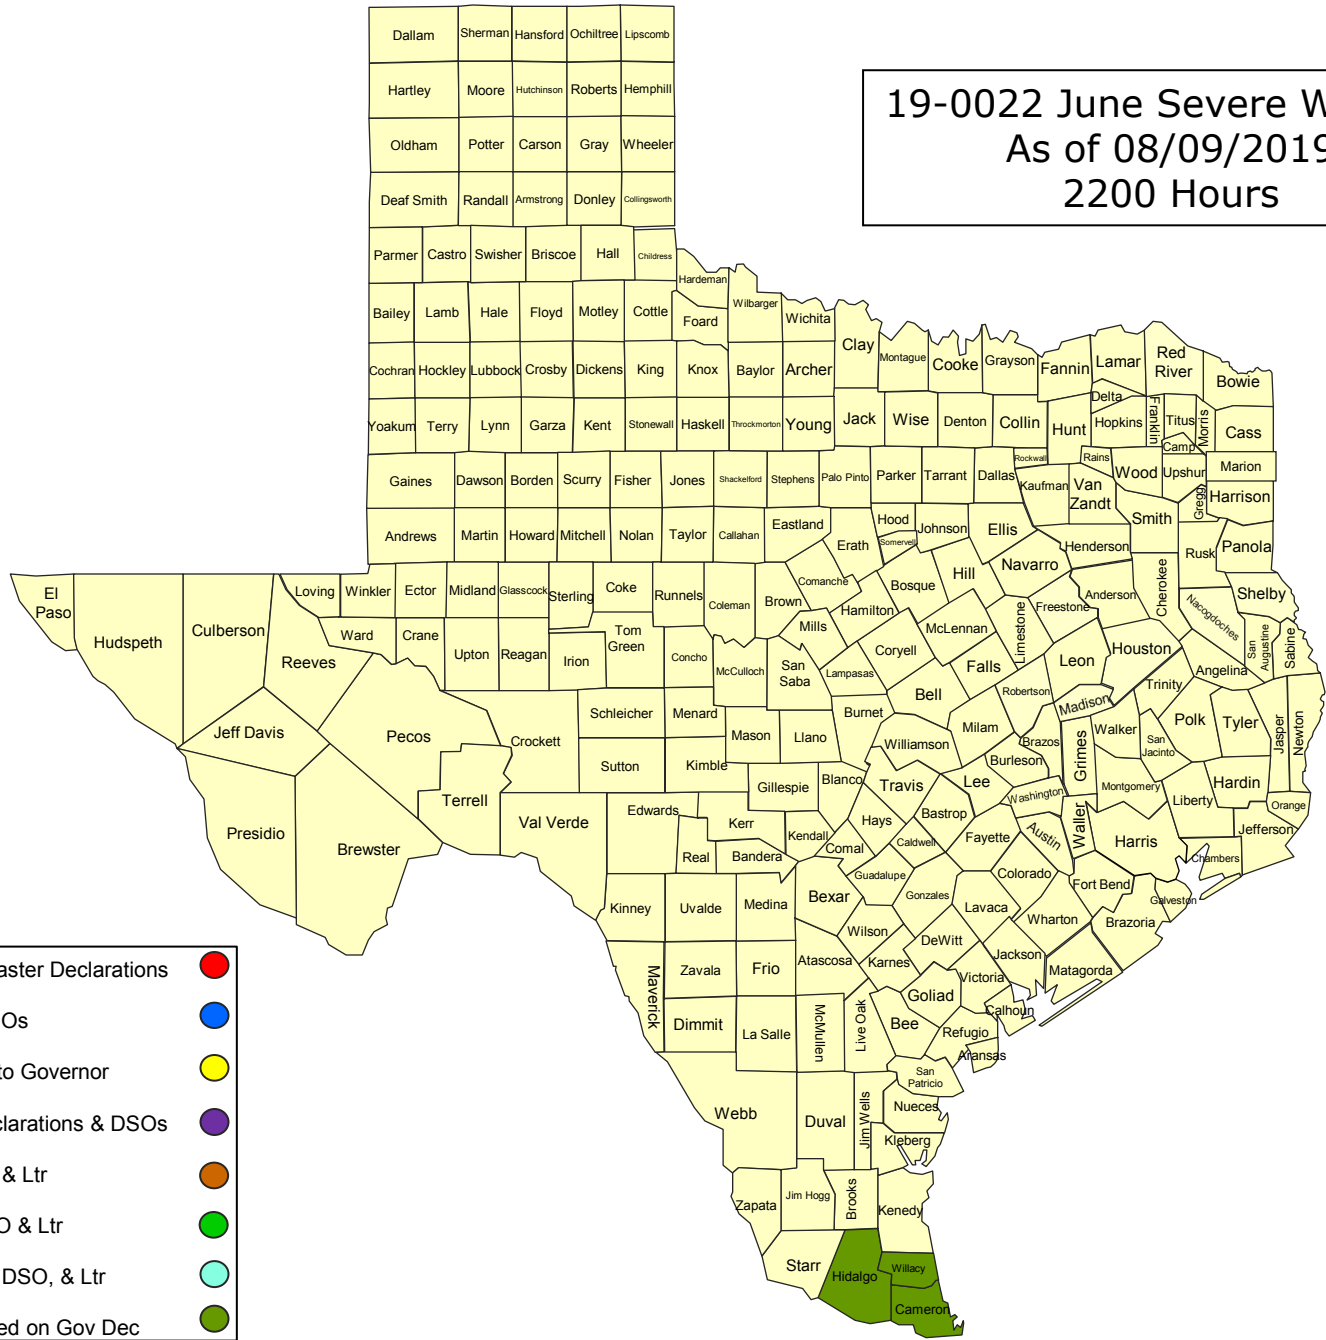 Dallam Sherman Hansford Ochiltree Lipscomb
Hartley Moore Hutchinson Roberts Hemphill
19-0022 June Severe W
As of 08/09/2019
2200 Hours
Oldham Potter Carson Gray Wheeler
Deaf Smith Randall Armstrong Donley Collingsworth
Parmer Castro Swisher Briscoe Hall Childress
Hardeman
Bailey Lamb Hale Floyd Motley Cottle Foard Wilbarger Wichita
Clay Montague Cooke Grayson Fannin Lamar Red
River Bowie
Cochran Hockley Lubbock Crosby Dickens King Knox Baylor Archer
Delta
Yoakum Terry Lynn Garza Kent Stonewall Haskell Throckmorton Young Jack Wise Denton Collin Hunt Hopkins Franklin Titus Morris Cass
Camp
Rockwall Rains
Gaines Dawson Borden Scurry Fisher Jones Shackelford Stephens Palo Pinto Parker Tarrant Dallas Kaufman Van
Zandt Wood Upshur Marion
Gregg Harrison
Andrews Martin Howard Mitchell Nolan Taylor Callahan Eastland Erath Hood Somervell Johnson Ellis Henderson Smith Rusk Panola
El
Paso Hudspeth Culberson Loving Winkler Ector Midland Glasscock Sterling Coke Runnels Coleman Brown Comanche Hamilton Bosque Hill Navarro Freestone Anderson Cherokee Nacogdoches Shelby
Reeves Ward Crane Upton Reagan Irion Tom
Green Concho McCulloch San
Saba Mills Lampasas Coryell McLennan Limestone Falls Leon Houston Angelina San
Augustine Sabine
Jeff Davis Pecos Crockett Schleicher Menard Mason Llano Burnet Bell Milam Robertson Madison Trinity
Walker San
Jacinto Polk Tyler Jasper Newton
Sutton Kimble Gillespie Blanco Williamson Travis Lee Burleson Brazos Grimes Washington Montgomery Liberty Hardin Orange
Presidio Brewster Terrell Val Verde Edwards Real Kerr Bandera Kendall Comal Hays Caldwell Bastrop Fayette Austin Waller Harris Chambers Jefferson
Kinney Uvalde Medina Bexar Guadalupe Gonzales Lavaca Colorado Wharton Fort Bend Brazoria Galveston
Maverick Zavala Frio Atascosa Wilson Karnes DeWitt Victoria Jackson Matagorda
Dimmit La Salle McMullen Live Oak Bee Goliad Refugio Calhoun
Aransas
San
Patricio
Webb Duval Jim Wells Nueces
Kleberg
Zapata Jim Hogg Brooks Kenedy
Starr Hidalgo Willacy
Cameron
aster Declarations
Os
to Governor
clarations & DSOs
& Ltr
O & Ltr
DSO, & Ltr
ed on Gov Dec